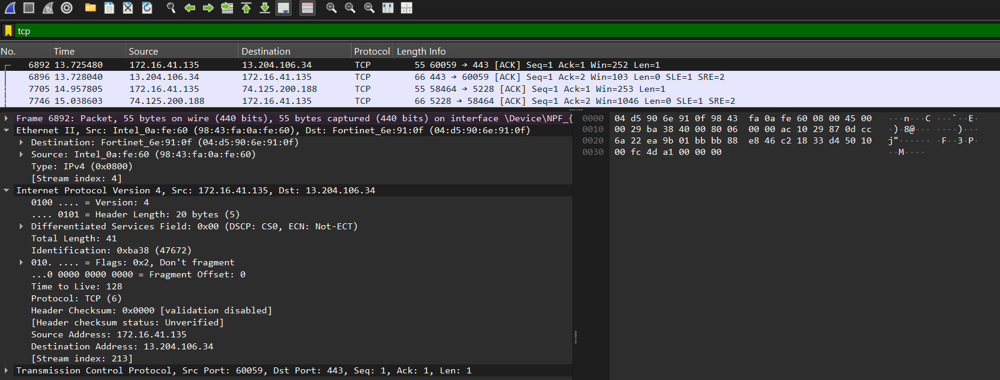 tcp
No. Time Source Destination Protocol Length Info
6892 13.725480 172.16.41.135 13.204.106.34 TCP 55 60059 → 443 [ACK] Seq=1 Ack=1 Win=252 Len=1
6896 13.728040 13.204.106.34 172.16.41.135 TCP 66 443 → 60059 [ACK] Seq=1 Ack=2 Win=103 Len=0 SLE=1 SRE=2
7705 14.957805 172.16.41.135 74.125.200.188 TCP 55 58464 → 5228 [ACK] Seq=1 Ack=1 Win=253 Len=1
7746 15.038603 74.125.200.188 172.16.41.135 TCP 66 5228 → 58464 [ACK] Seq=1 Ack=2 Win=1046 Len=0 SLE=1 SRE=2
Frame 6892: Packet, 55 bytes on wire (440 bits), 55 bytes captured (440 bits) on interface \Device\NPF_{
Ethernet II, Src: Intel_0a:fe:60 (98:43:fa:0a:fe:60), Dst: Fortinet_6e:91:0f (04:d5:90:6e:91:0f)
Destination: Fortinet_6e:91:0f (04:d5:90:6e:91:0f)
Source: Intel_0a:fe:60 (98:43:fa:0a:fe:60)
Type: IPv4 (0x0800)
[Stream index: 4]
Internet Protocol Version 4, Src: 172.16.41.135, Dst: 13.204.106.34
0100 .... = Version: 4
.... 0101 = Header Length: 20 bytes (5)
Differentiated Services Field: 0x00 (DSCP: CS0, ECN: Not-ECT)
Total Length: 41
Identification: 0xba38 (47672)
010. .... = Flags: 0x2, Don't fragment
...0 0000 0000 0000 = Fragment Offset: 0
Time to Live: 128
Protocol: TCP (6)
Header Checksum: 0x0000 [validation disabled]
[Header checksum status: Unverified]
Source Address: 172.16.41.135
Destination Address: 13.204.106.34
[Stream index: 213]
Transmission Control Protocol, Src Port: 60059, Dst Port: 443, Seq: 1, Ack: 1, Len: 1
0000 04 d5 90 6e 91 0f 98 43 fa 0a fe 60 08 00 45 00 ···n···C ···`··E·
0010 00 29 ba 38 40 00 80 06 00 00 ac 10 29 87 0d cc ·)·8@··· ····)···
0020 6a 22 ea 9b 01 bb bb 88 e8 46 c2 18 33 d4 50 10 j"······ ·F··3·P·
0030 00 fc 4d a1 00 00 00 ··M····